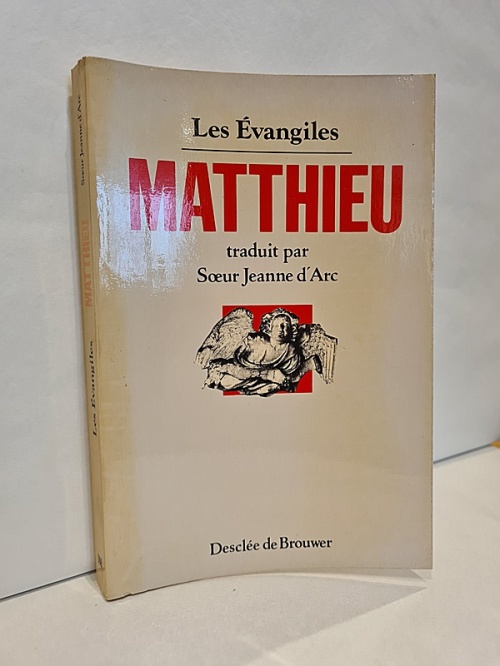 Les Évangiles
MATTHIEU
traduit par
Sœur Jeanne d'Arc
Desclée de Brouwer
Les Évangiles MATTHIEU Sœur Jeanne d'Arc